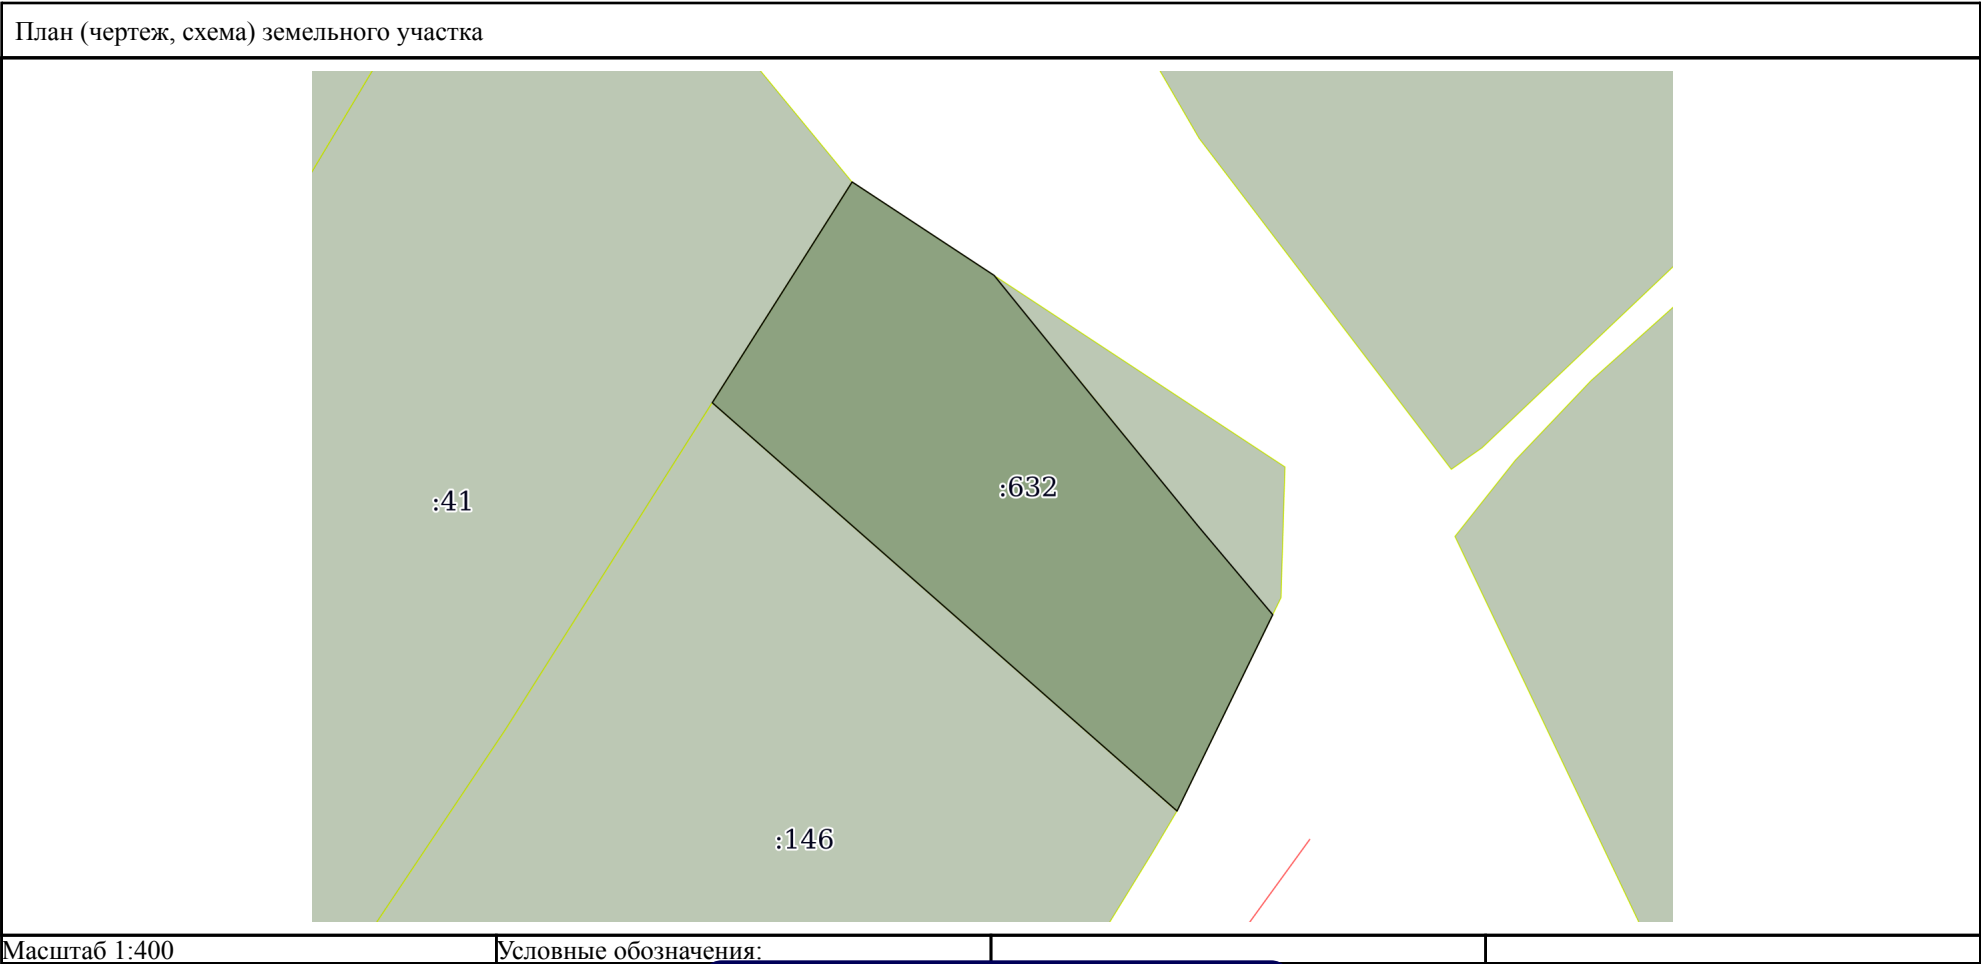 План (чертеж, схема) земельного участка
:41
:632
:146
Масштаб 1:400
Условные обозначения: